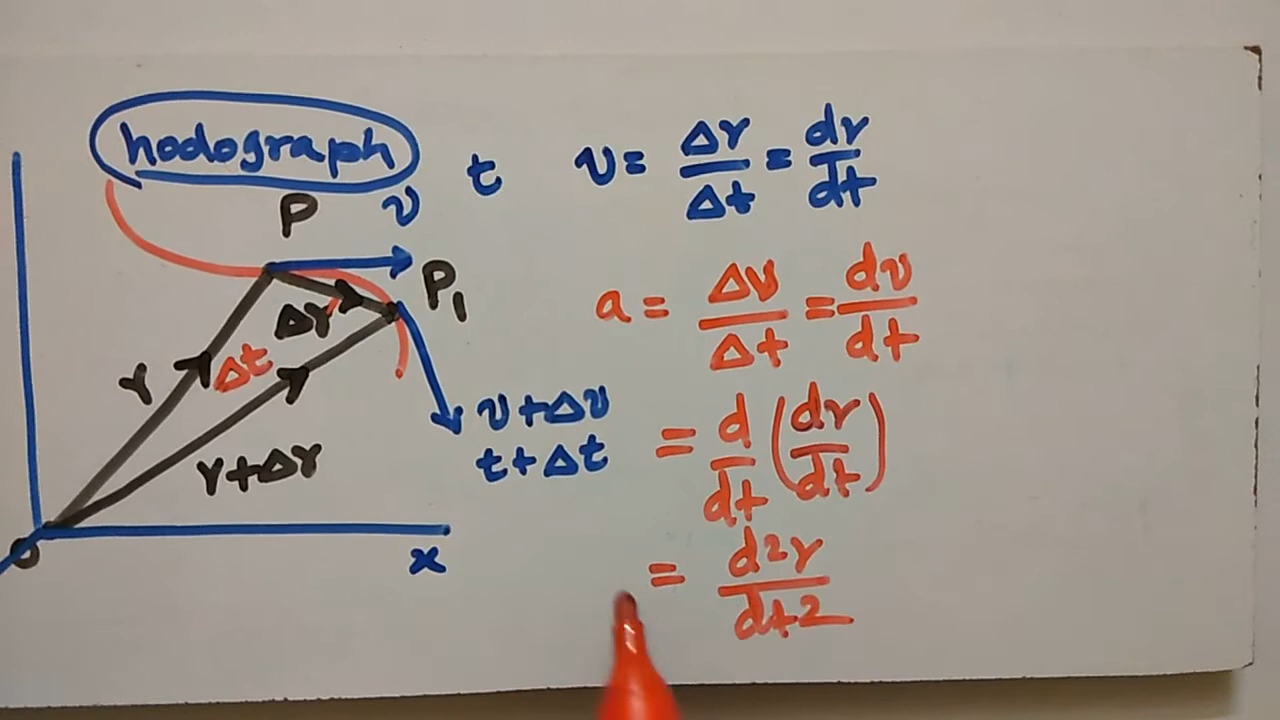 hodograph
P v t
P₁
Δr
r Δt
r+Δr
v+Δv
t+Δt
O
x
v = Δr/Δt = dr/dt
a = Δv/Δt = dv/dt
= d/dt (dr/dt)
= d²r/dt²